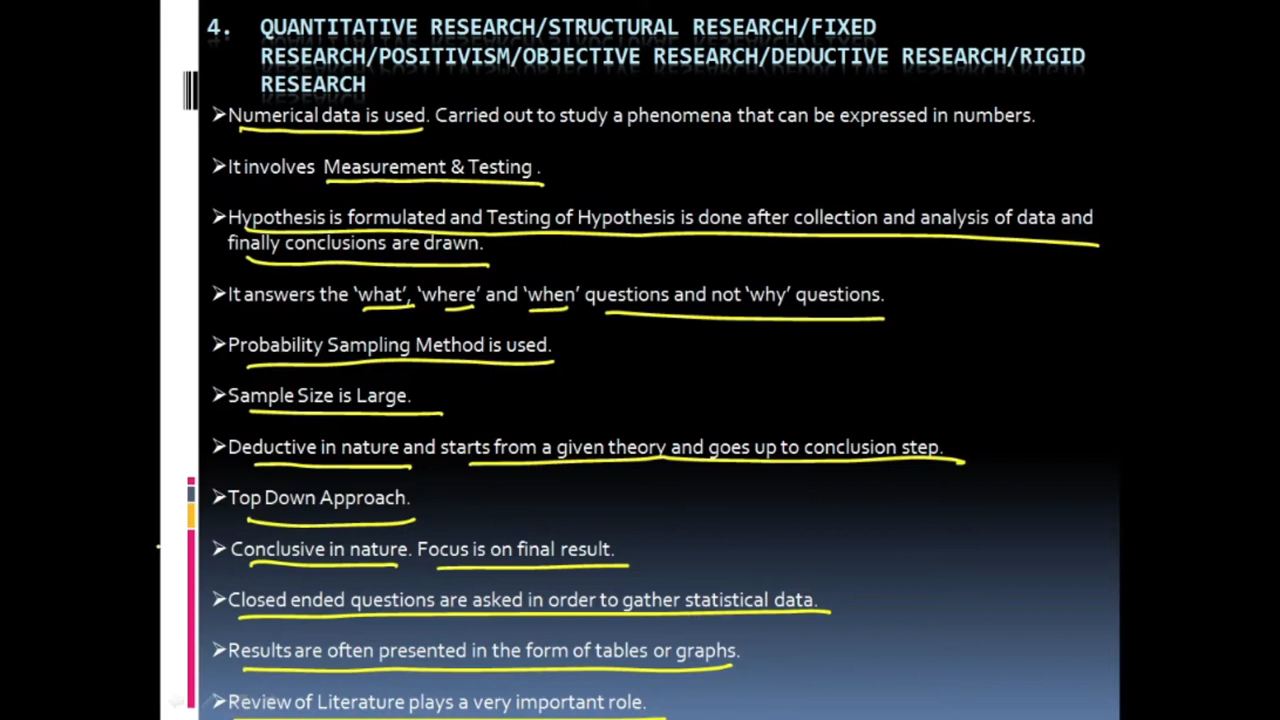 4. QUANTITATIVE RESEARCH/STRUCTURAL RESEARCH/FIXED
RESEARCH/POSITIVISM/OBJECTIVE RESEARCH/DEDUCTIVE RESEARCH/RIGID
RESEARCH
➢Numerical data is used. Carried out to study a phenomena that can be expressed in numbers.
➢It involves Measurement & Testing .
➢Hypothesis is formulated and Testing of Hypothesis is done after collection and analysis of data and
finally conclusions are drawn.
➢It answers the ‘what’, ‘where’ and ‘when’ questions and not ‘why’ questions.
➢Probability Sampling Method is used.
➢Sample Size is Large.
➢Deductive in nature and starts from a given theory and goes up to conclusion step.
➢Top Down Approach.
➢ Conclusive in nature. Focus is on final result.
➢Closed ended questions are asked in order to gather statistical data.
➢Results are often presented in the form of tables or graphs.
➢Review of Literature plays a very important role.